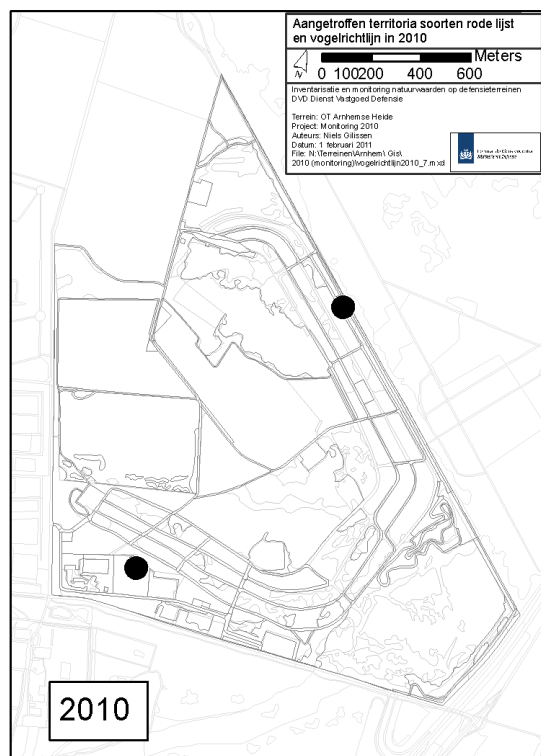 Aangetroffen territoria soorten rode lijst
en vogelrichtlijn in 2010
N
Meters
0 100200 400 600
Inventarisatie en monitoring natuurwaarden op defensieterreinen
DVD Dienst Vastgoed Defensie
Terrein: OT Arnhemse Heide
Project: Monitoring 2010
Auteurs: Niels Gilissen
Datum: 1 februari 2011
File: N:\Terreinen\Arnhem\ Gis\
2010 (monitoring)\vogelrichtlijn2010_7.mxd
2010